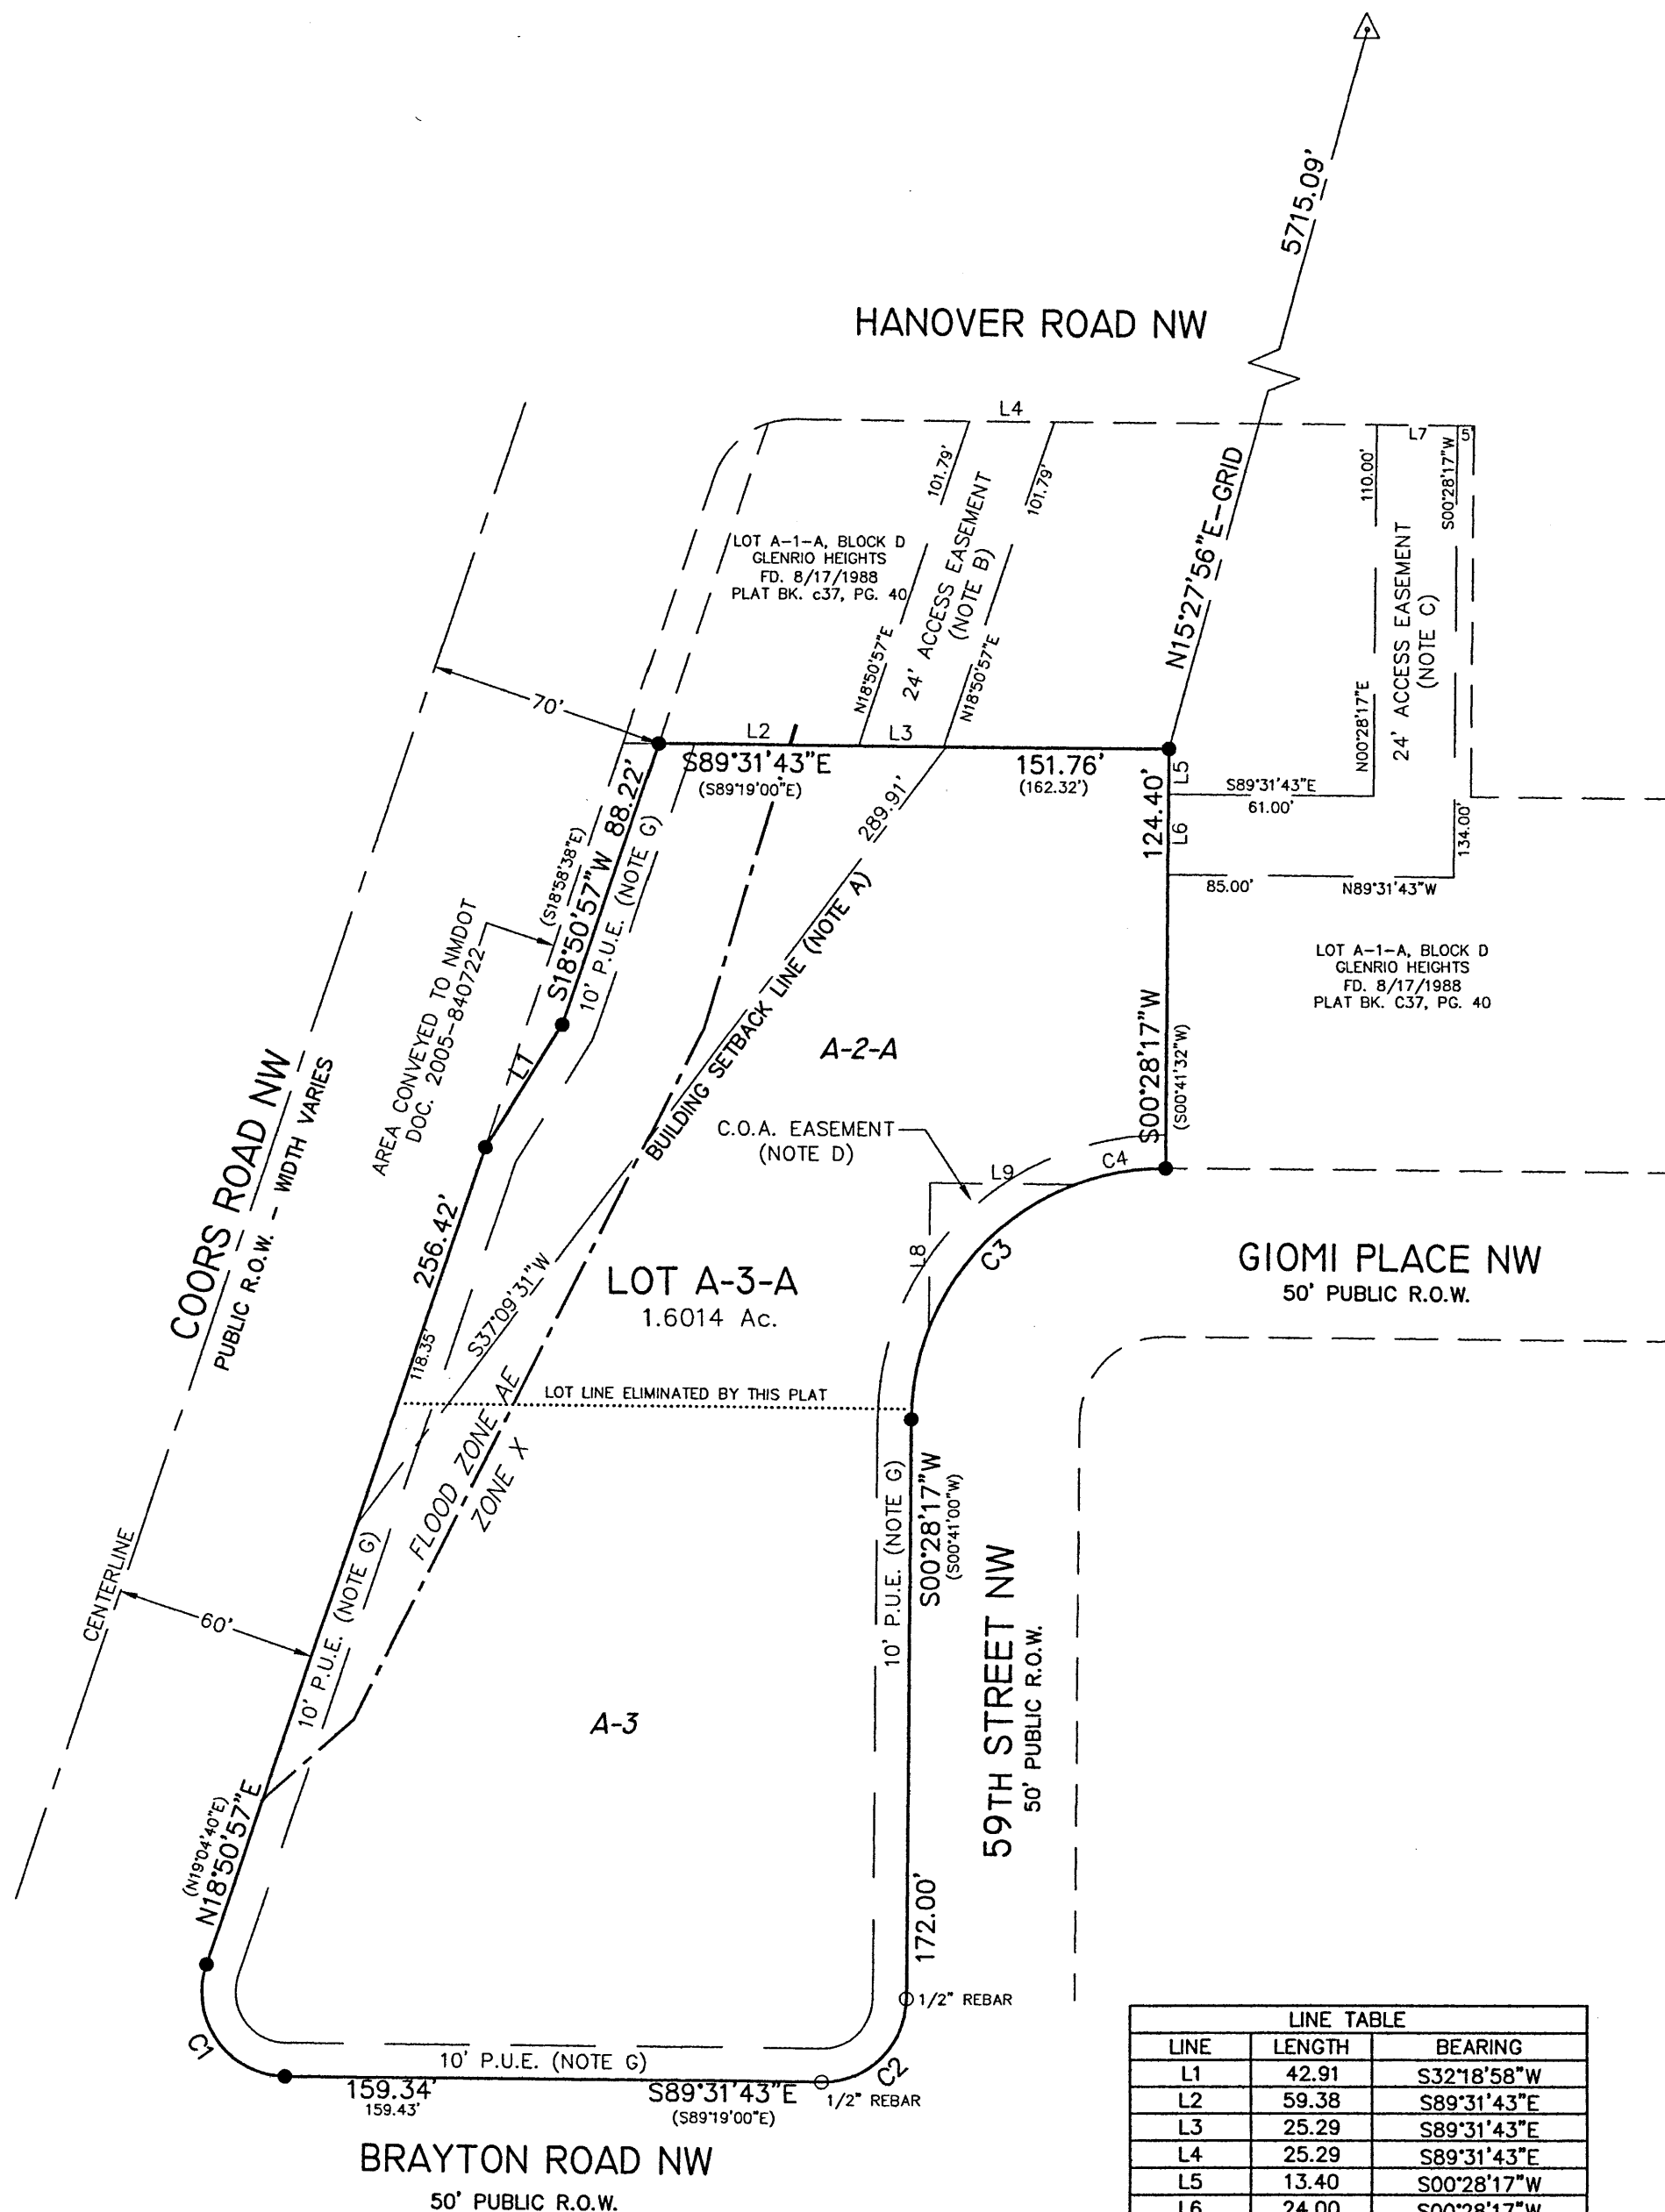 5715.09'
HANOVER ROAD NW
L4
L7
5'
101.79'
101.79'
110.00'
S00°28'17"W
N15°27'56"E-GRID
LOT A-1-A, BLOCK D
GLENRIO HEIGHTS
FD. 8/17/1988
PLAT BK. c37, PG. 40
24' ACCESS EASEMENT
(NOTE B)
N18°50'57"E
N18°50'57"E
24' ACCESS EASEMENT
(NOTE C)
N00°28'17"E
70'
L2
L3
S89°31'43"E
(S89°19'00"E)
151.76'
(162.32')
L5
S89°31'43"E
61.00'
124.40'
L6
134.00'
85.00'
N89°31'43"W
289.91'
S18°50'57"W 88.22'
(S18°58'38"E)
10' P.U.E. (NOTE G)
BUILDING SETBACK LINE (NOTE A)
AREA CONVEYED TO NMDOT
DOC. 2005-840722
LOT A-1-A, BLOCK D
GLENRIO HEIGHTS
FD. 8/17/1988
PLAT BK. C37, PG. 40
L1
A-2-A
S00°28'17"W
(S00°41'32"W)
COORS ROAD NW
PUBLIC R.O.W. - WIDTH VARIES
C.O.A. EASEMENT
(NOTE D)
L9
C4
L8
C3
256.42'
118.35'
S37°09'31"W
LOT A-3-A
1.6014 Ac.
GIOMI PLACE NW
50' PUBLIC R.O.W.
LOT LINE ELIMINATED BY THIS PLAT
FLOOD ZONE AE
ZONE X
10' P.U.E. (NOTE G)
S00°28'17"W
(S00°41'00"W)
CENTERLINE
60'
10' P.U.E. (NOTE G)
A-3
59TH STREET NW
50' PUBLIC R.O.W.
(N19°04'40"E)
N18°50'57"E
172.00'
1/2" REBAR
C1
10' P.U.E. (NOTE G)
C2
159.34'
159.43'
S89°31'43"E
(S89°19'00"E)
1/2" REBAR
BRAYTON ROAD NW
50' PUBLIC R.O.W.
LINE TABLE
LINE LENGTH BEARING
L1 42.91 S32°18'58"W
L2 59.38 S89°31'43"E
L3 25.29 S89°31'43"E
L4 25.29 S89°31'43"E
L5 13.40 S00°28'17"W
L6 24.00 S00°28'17"W